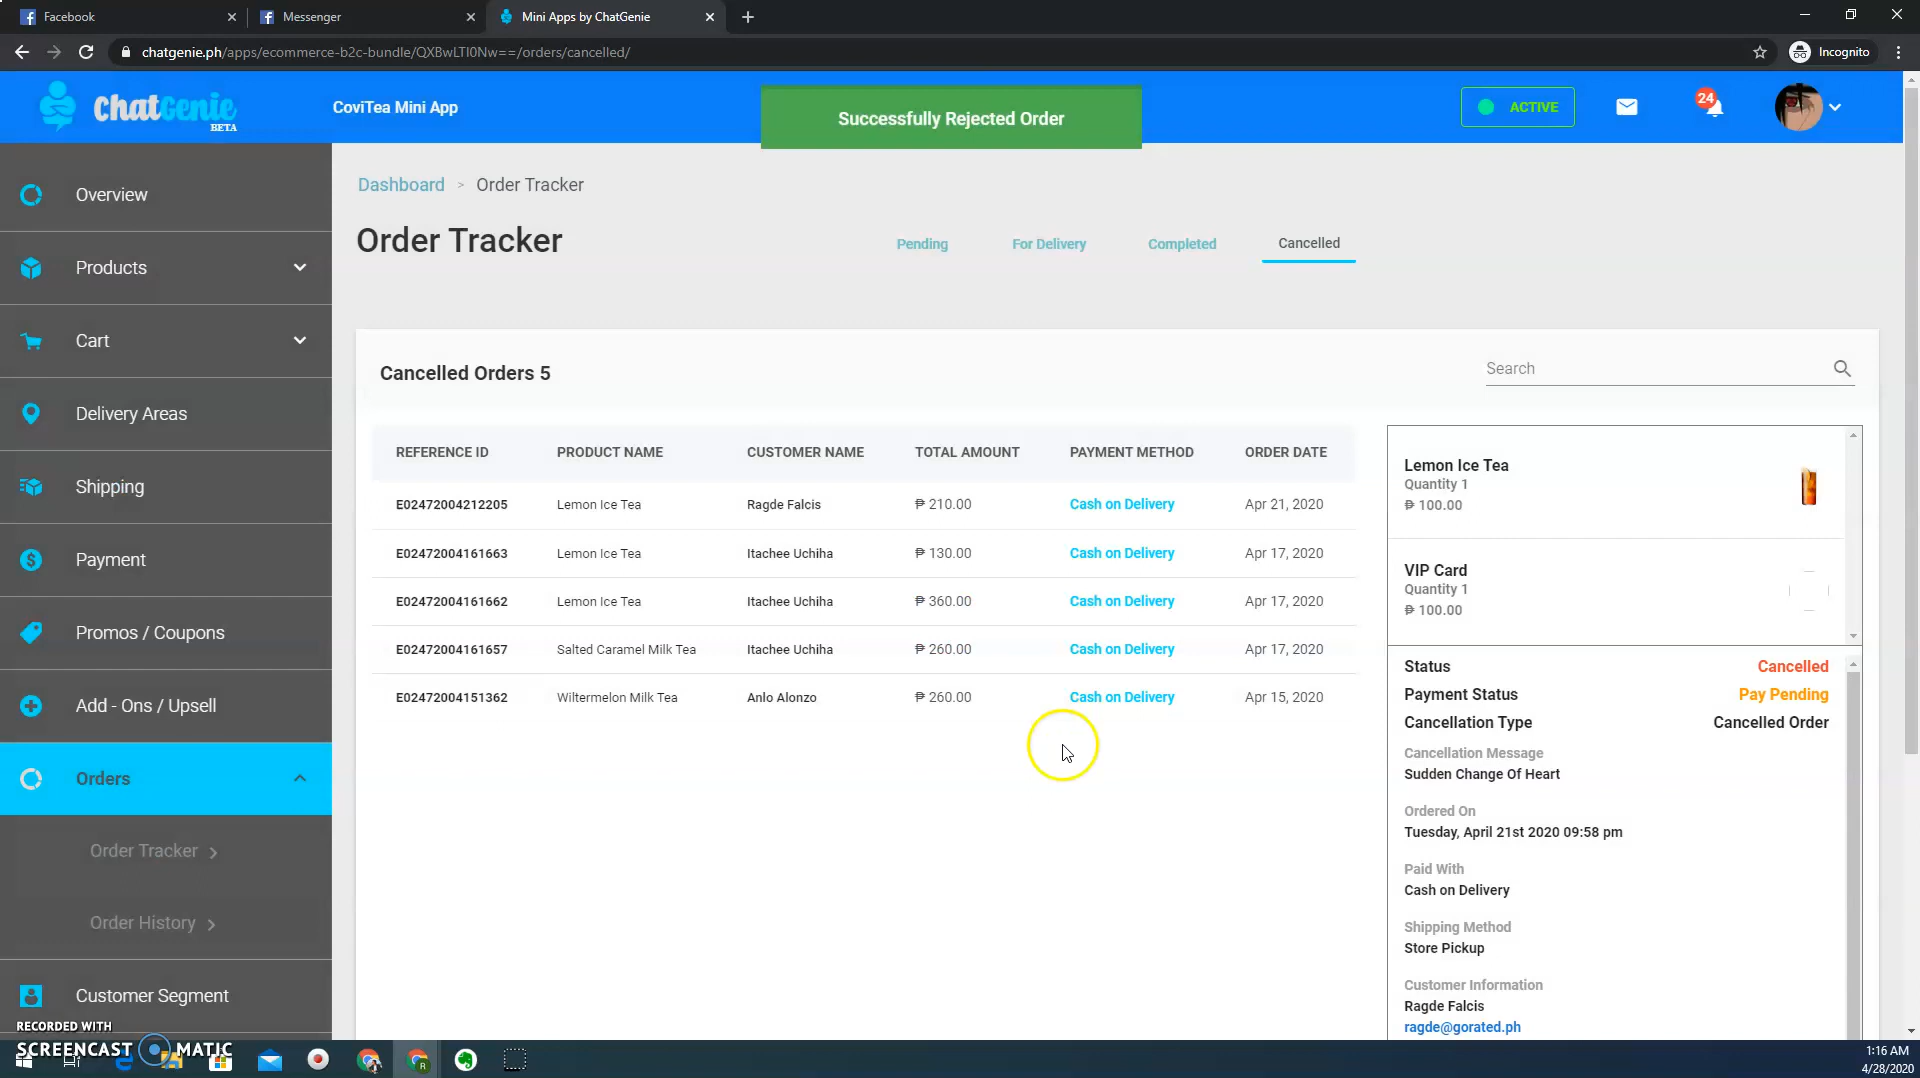 Facebook
Messenger
Mini Apps by ChatGenie
chatgenie.ph/apps/ecommerce-b2c-bundle/QXBwLTI0Nw==/orders/cancelled/
Incognito
ChatGenie
BETA
CoviTea Mini App
Successfully Rejected Order
ACTIVE
24
Overview
Products
Cart
Delivery Areas
Shipping
Payment
Promos / Coupons
Add - Ons / Upsell
Orders
Order Tracker
Order History
Customer Segment
Dashboard > Order Tracker
Order Tracker
Pending For Delivery Completed Cancelled
Cancelled Orders 5
Search
REFERENCE ID PRODUCT NAME CUSTOMER NAME TOTAL AMOUNT PAYMENT METHOD ORDER DATE
E02472004212205 Lemon Ice Tea Ragde Falcis ₱ 210.00 Cash on Delivery Apr 21, 2020
E02472004161663 Lemon Ice Tea Itachee Uchiha ₱ 130.00 Cash on Delivery Apr 17, 2020
E02472004161662 Lemon Ice Tea Itachee Uchiha ₱ 360.00 Cash on Delivery Apr 17, 2020
E02472004161657 Salted Caramel Milk Tea Itachee Uchiha ₱ 260.00 Cash on Delivery Apr 17, 2020
E02472004151362 Wiltermelon Milk Tea Anlo Alonzo ₱ 260.00 Cash on Delivery Apr 15, 2020
Lemon Ice Tea
Quantity 1
₱ 100.00
VIP Card
Quantity 1
₱ 100.00
Status Cancelled
Payment Status Pay Pending
Cancellation Type Cancelled Order
Cancellation Message
Sudden Change Of Heart
Ordered On
Tuesday, April 21st 2020 09:58 pm
Paid With
Cash on Delivery
Shipping Method
Store Pickup
Customer Information
Ragde Falcis
ragde@gorated.ph
RECORDED WITH
SCREENCAST MATIC
1:16 AM
4/28/2020